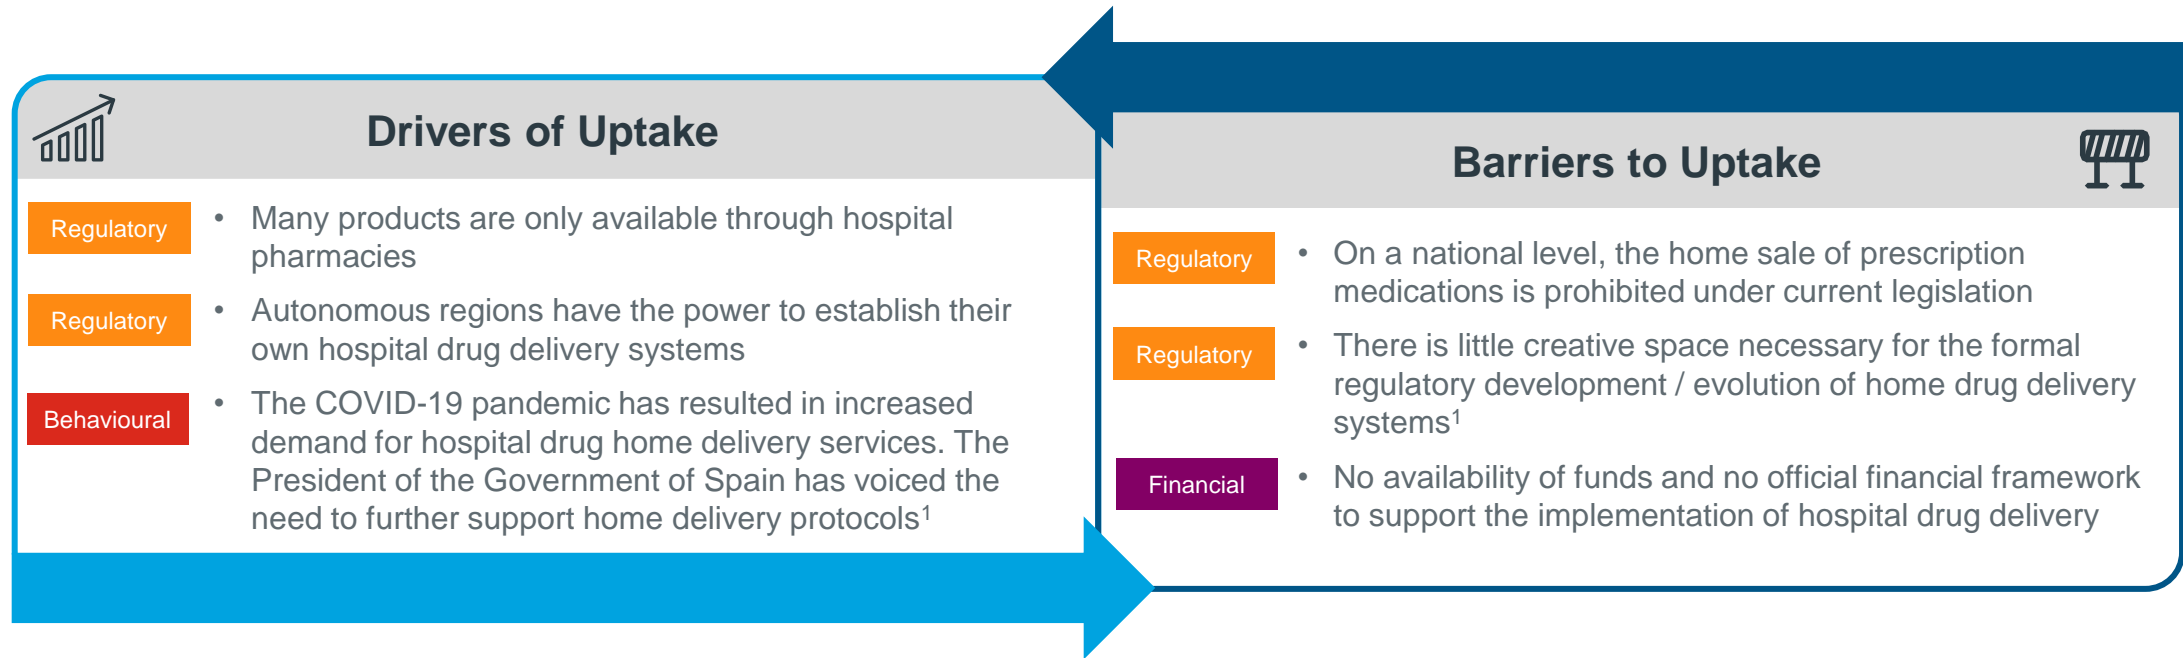 Drivers of Uptake
Regulatory
• Many products are only available through hospital
pharmacies
Regulatory
• Autonomous regions have the power to establish their
own hospital drug delivery systems
Behavioural
• The COVID-19 pandemic has resulted in increased
demand for hospital drug home delivery services. The
President of the Government of Spain has voiced the
need to further support home delivery protocols¹
Barriers to Uptake
Regulatory
• On a national level, the home sale of prescription
medications is prohibited under current legislation
Regulatory
• There is little creative space necessary for the formal
regulatory development / evolution of home drug delivery
systems¹
Financial
• No availability of funds and no official financial framework
to support the implementation of hospital drug delivery